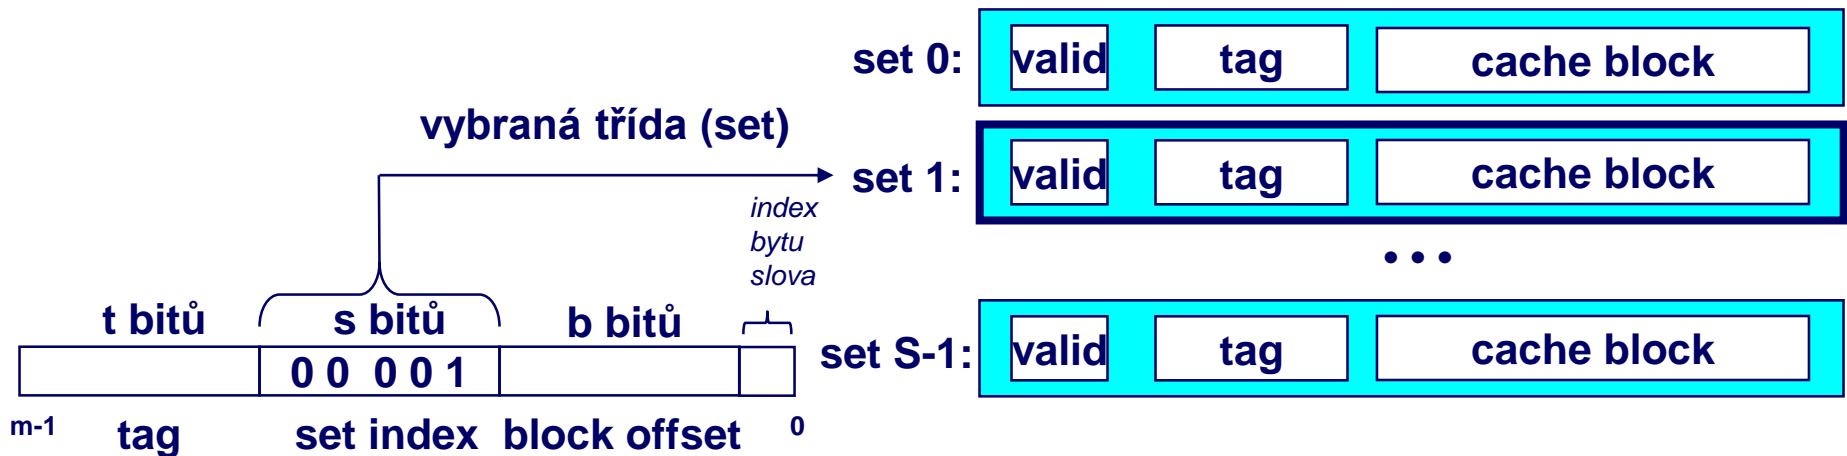 set 0: valid tag cache block
vybraná třída (set)
set 1: valid tag cache block
index
bytu
slova
• • •
t bitů s bitů b bitů
set S-1: valid tag cache block
0 0 0 0 1
m-1 tag set index block offset 0